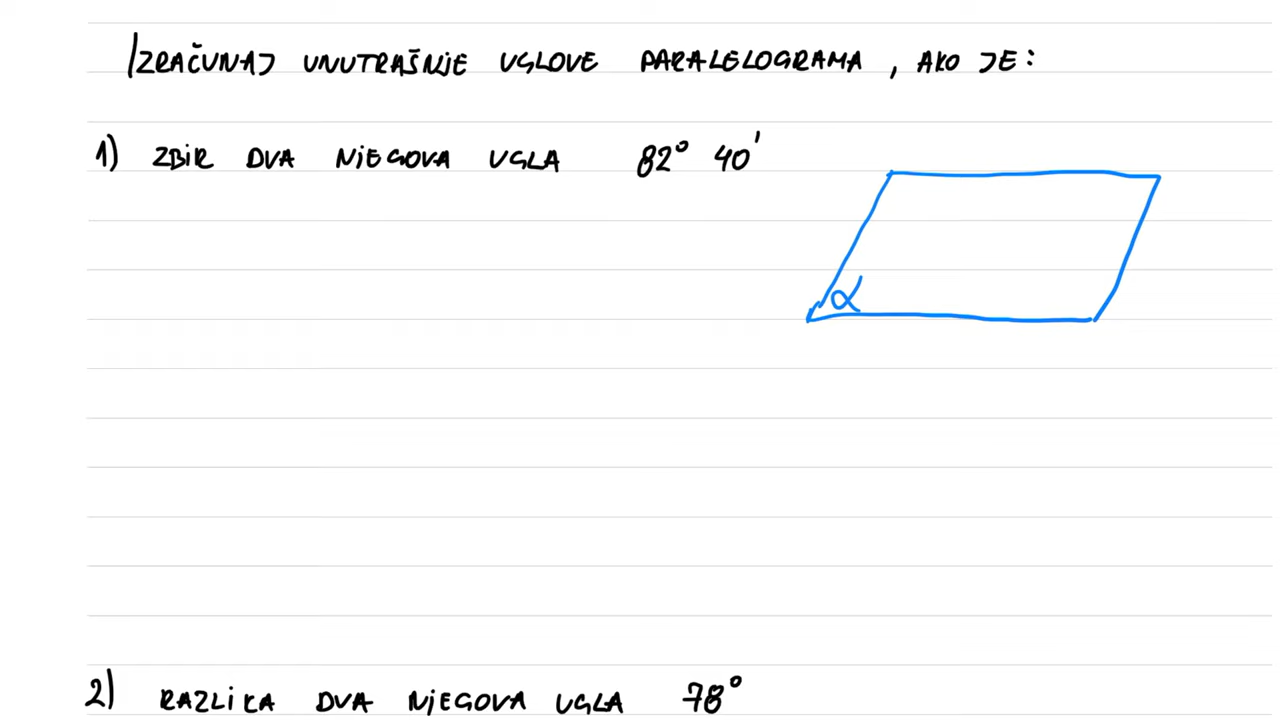 IZRAČUNAJ UNUTRAŠNJE UGLOVE PARALELOGRAMA, AKO JE:
1) ZBIR DVA NJEGOVA UGLA 82° 40'
α
2) RAZLIKA DVA NJEGOVA UGLA 78°